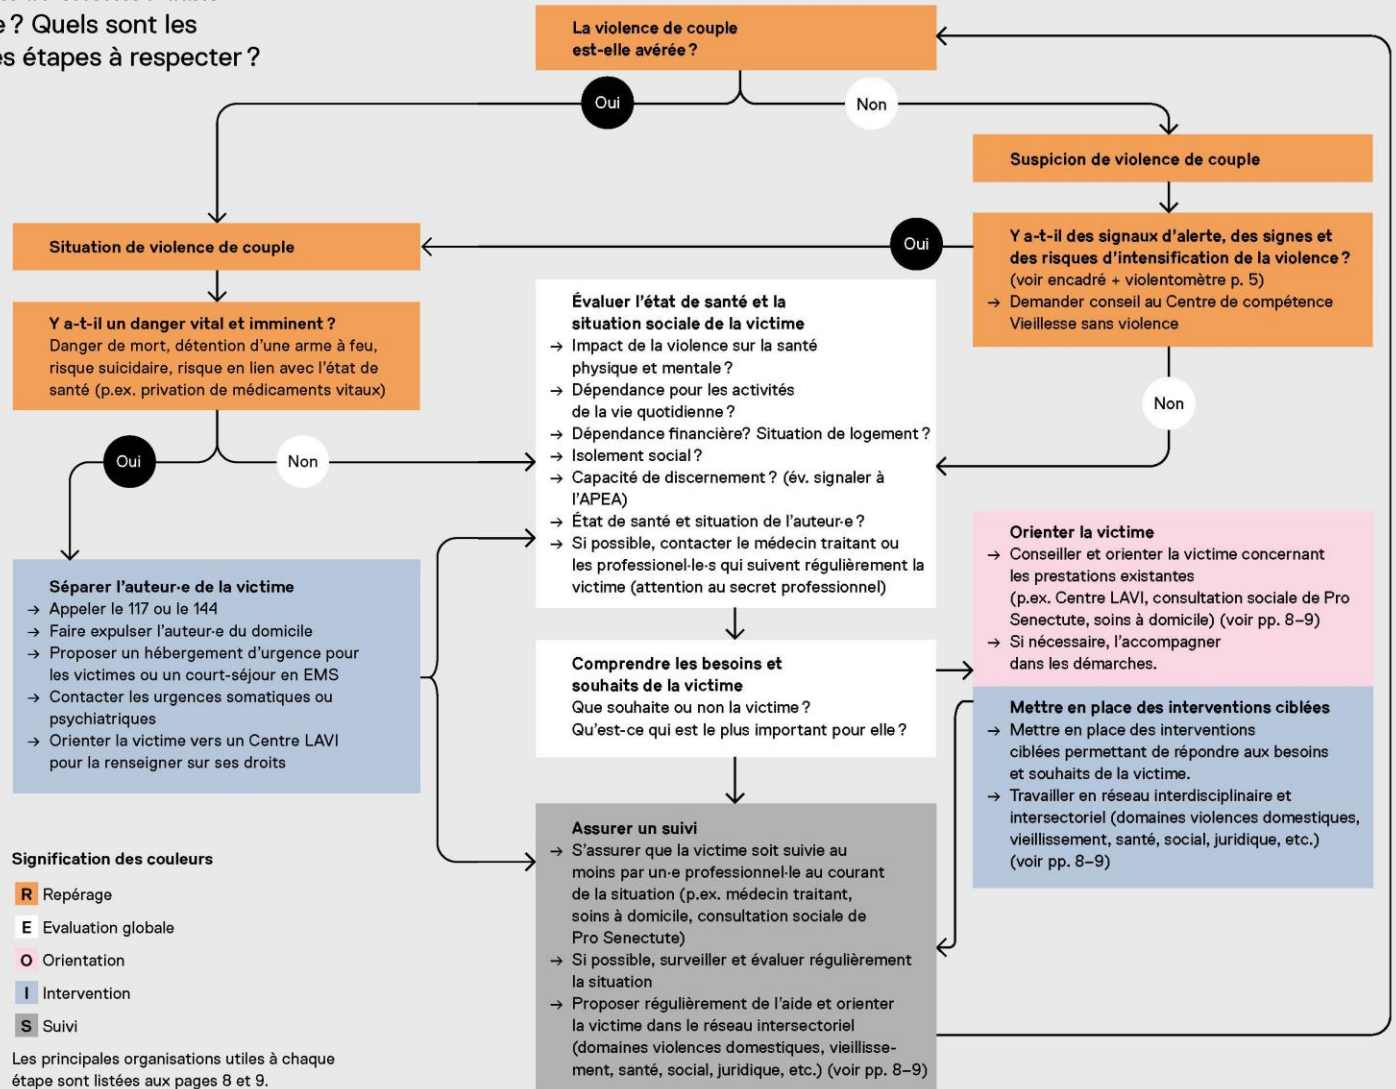 ? Quels sont les
es étapes à respecter ?
La violence de couple
est-elle avérée ?
Oui
Non
Suspicion de violence de couple
Situation de violence de couple
Oui
Y a-t-il des signaux d'alerte, des signes et
des risques d'intensification de la violence ?
(voir encadré + violentomètre p. 5)
→ Demander conseil au Centre de compétence
Vieillesse sans violence
Non
Y a-t-il un danger vital et imminent ?
Danger de mort, détention d'une arme à feu,
risque suicidaire, risque en lien avec l'état de
santé (p.ex. privation de médicaments vitaux)
Oui
Non
Évaluer l'état de santé et la
situation sociale de la victime
→ Impact de la violence sur la santé
physique et mentale ?
→ Dépendance pour les activités
de la vie quotidienne ?
→ Dépendance financière? Situation de logement ?
→ Isolement social ?
→ Capacité de discernement ? (év. signaler à
l'APEA)
→ État de santé et situation de l'auteur·e ?
→ Si possible, contacter le médecin traitant ou
les professionel·le·s qui suivent régulièrement la
victime (attention au secret professionnel)
Séparer l'auteur·e de la victime
→ Appeler le 117 ou le 144
→ Faire expulser l'auteur·e du domicile
→ Proposer un hébergement d'urgence pour
les victimes ou un court-séjour en EMS
→ Contacter les urgences somatiques ou
psychiatriques
→ Orienter la victime vers un Centre LAVI
pour la renseigner sur ses droits
Comprendre les besoins et
souhaits de la victime
Que souhaite ou non la victime ?
Qu'est-ce qui est le plus important pour elle ?
Orienter la victime
→ Conseiller et orienter la victime concernant
les prestations existantes
(p.ex. Centre LAVI, consultation sociale de Pro
Senectute, soins à domicile) (voir pp. 8–9)
→ Si nécessaire, l'accompagner
dans les démarches.
Mettre en place des interventions ciblées
→ Mettre en place des interventions
ciblées permettant de répondre aux besoins
et souhaits de la victime.
→ Travailler en réseau interdisciplinaire et
intersectoriel (domaines violences domestiques,
vieillissement, santé, social, juridique, etc.)
(voir pp. 8–9)
Assurer un suivi
→ S'assurer que la victime soit suivie au
moins par un·e professionnel·le au courant
de la situation (p.ex. médecin traitant,
soins à domicile, consultation sociale de
Pro Senectute)
→ Si possible, surveiller et évaluer régulièrement
la situation
→ Proposer régulièrement de l'aide et orienter
la victime dans le réseau intersectoriel
(domaines violences domestiques, vieillisse-
ment, santé, social, juridique, etc.) (voir pp. 8–9)
Signification des couleurs
R Repérage
E Evaluation globale
O Orientation
I Intervention
S Suivi
Les principales organisations utiles à chaque
étape sont listées aux pages 8 et 9.